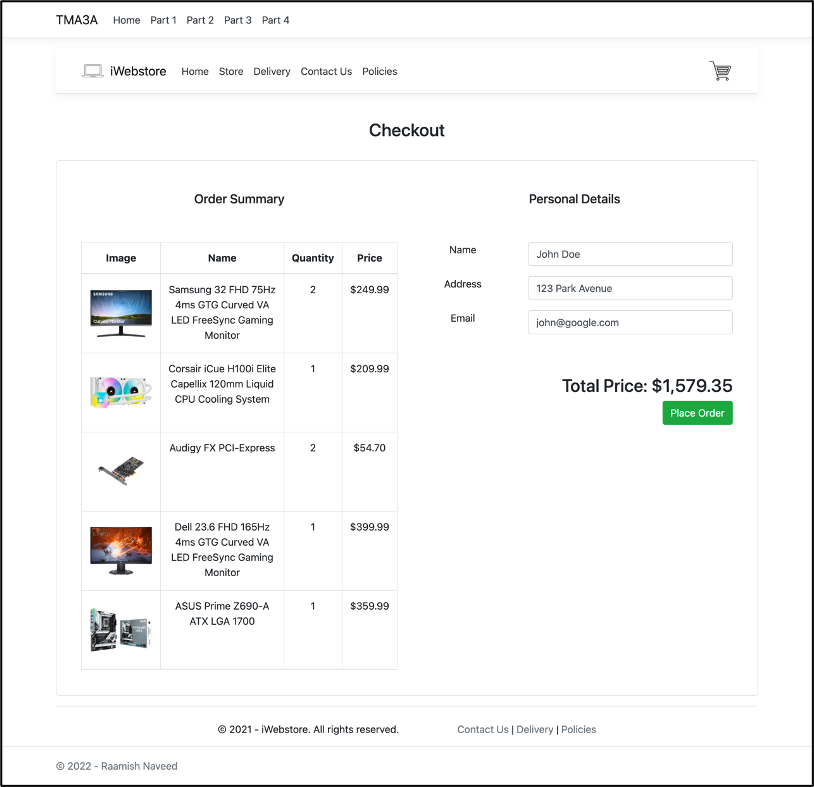 TMA3A Home Part 1 Part 2 Part 3 Part 4
iWebstore Home Store Delivery Contact Us Policies
Checkout
Order Summary
Image Name Quantity Price
SAMSUNG
Samsung 32 FHD 75Hz 2 $249.99
4ms GTG Curved VA
LED FreeSync Gaming
Monitor
Corsair iCue H100i Elite 1 $209.99
Capellix 120mm Liquid
CPU Cooling System
Audigy FX PCI-Express 2 $54.70
Dell 23.6 FHD 165Hz 1 $399.99
4ms GTG Curved VA
LED FreeSync Gaming
Monitor
ASUS Prime Z690-A 1 $359.99
ATX LGA 1700
Personal Details
Name John Doe
Address 123 Park Avenue
Email john@google.com
Total Price: $1,579.35
Place Order
© 2021 - iWebstore. All rights reserved. Contact Us | Delivery | Policies
© 2022 - Raamish Naveed